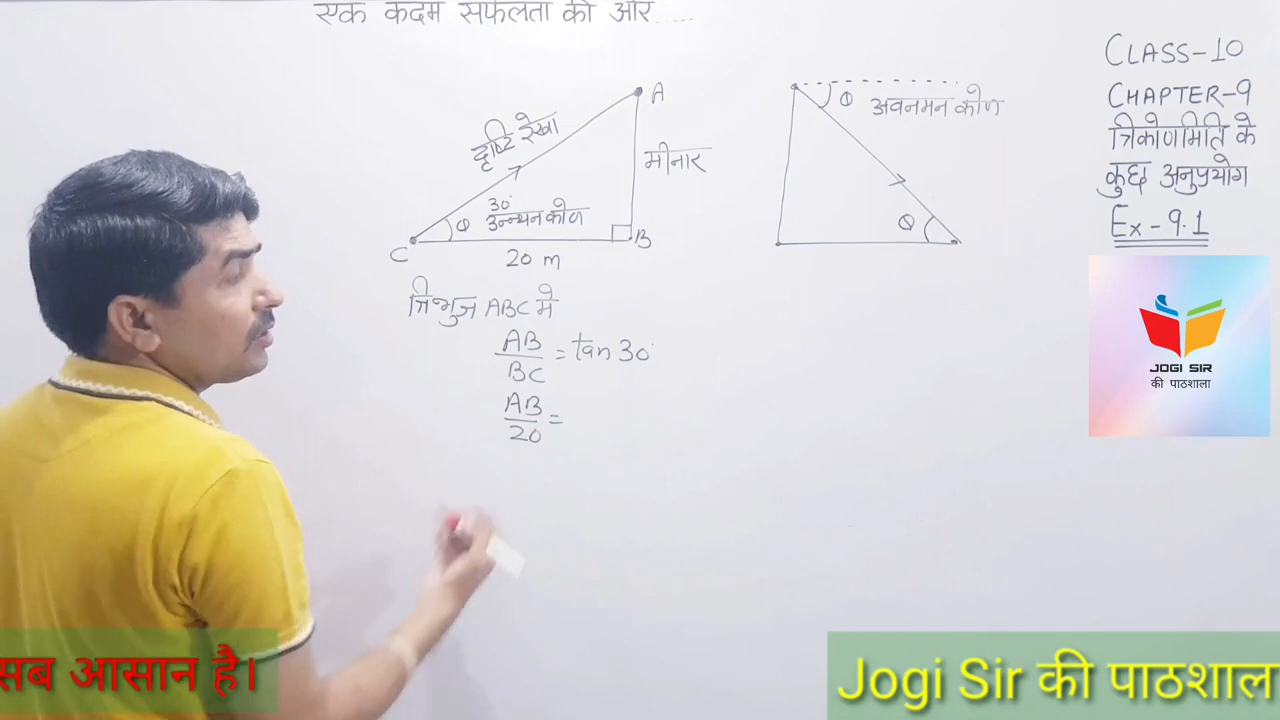 एक कदम सफलता की ओर.....
CLASS-10
CHAPTER-9
त्रिकोणमिति के
कुछ अनुप्रयोग
Ex - 9.1
A
दृष्टि रेखा
मीनार
30°
θ उन्न्यन कोण
C
B
20 m
θ अवनमन कोण
θ
त्रिभुज ABC मे
AB/BC = tan 30°
AB/20 =
JOGI SIR
की पाठशाला
सब आसान है।
Jogi Sir की पाठशाल